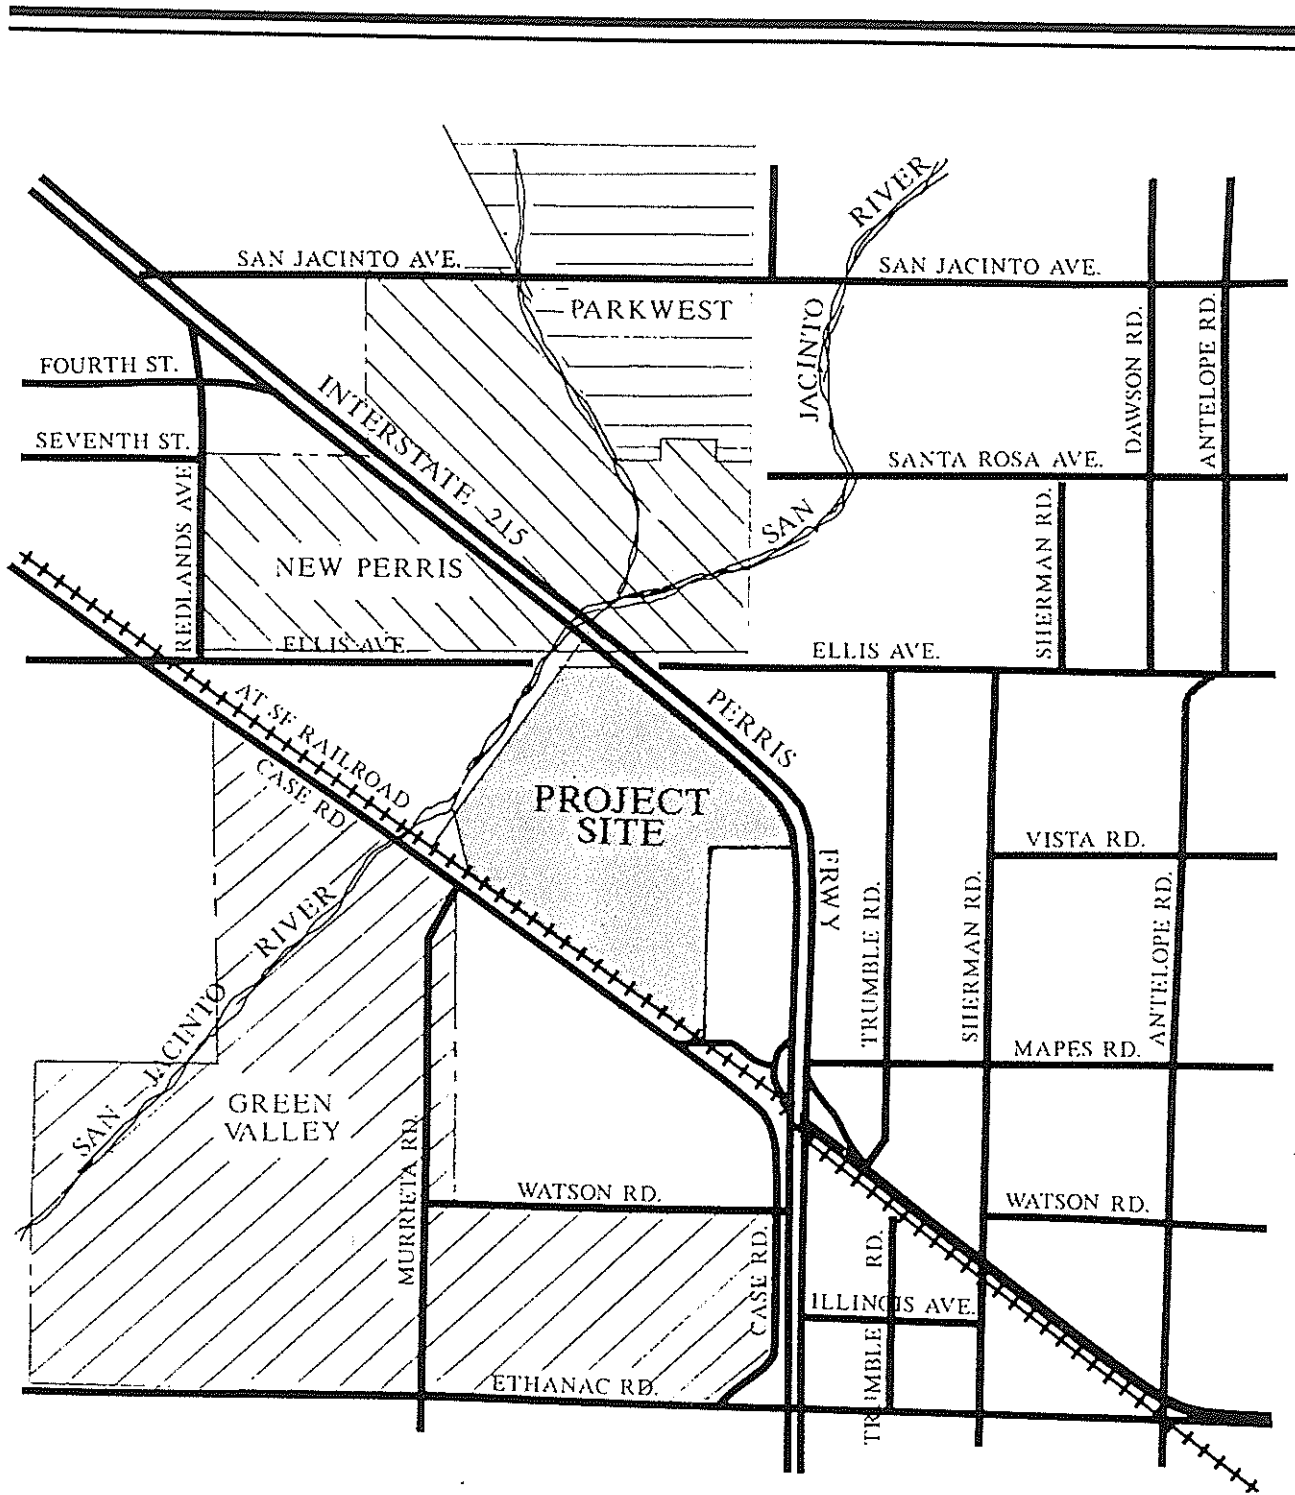 RIVER
SAN JACINTO AVE.
SAN JACINTO AVE.
PARKWEST
JACINTO
DAWSON RD.
ANTELOPE RD.
FOURTH ST.
INTERSTATE 215
SEVENTH ST.
SANTA ROSA AVE.
REDLANDS AVE
SAN
SHERMAN RD.
NEW PERRIS
ELLIS AVE.
ELLIS AVE.
AT SF RAILROAD
CASE RD
PERRIS
PROJECT
SITE
FRWY
VISTA RD.
TRUMBLE RD.
SHERMAN RD.
ANTELOPE RD.
RIVER
JACINTO
SAN
MAPES RD.
GREEN
VALLEY
MURRIETA RD.
WATSON RD.
WATSON RD.
CASE RD.
TRUMBLE RD.
ILLINOIS AVE.
ETHANAC RD.